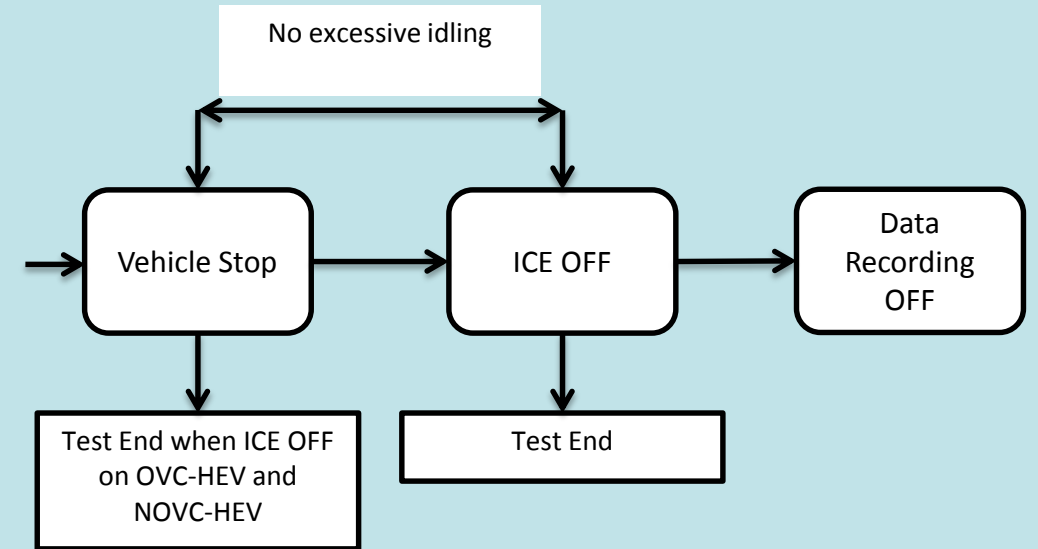 No excessive idling
Vehicle Stop
ICE OFF
Data
Recording
OFF
Test End when ICE OFF
on OVC-HEV and
NOVC-HEV
Test End